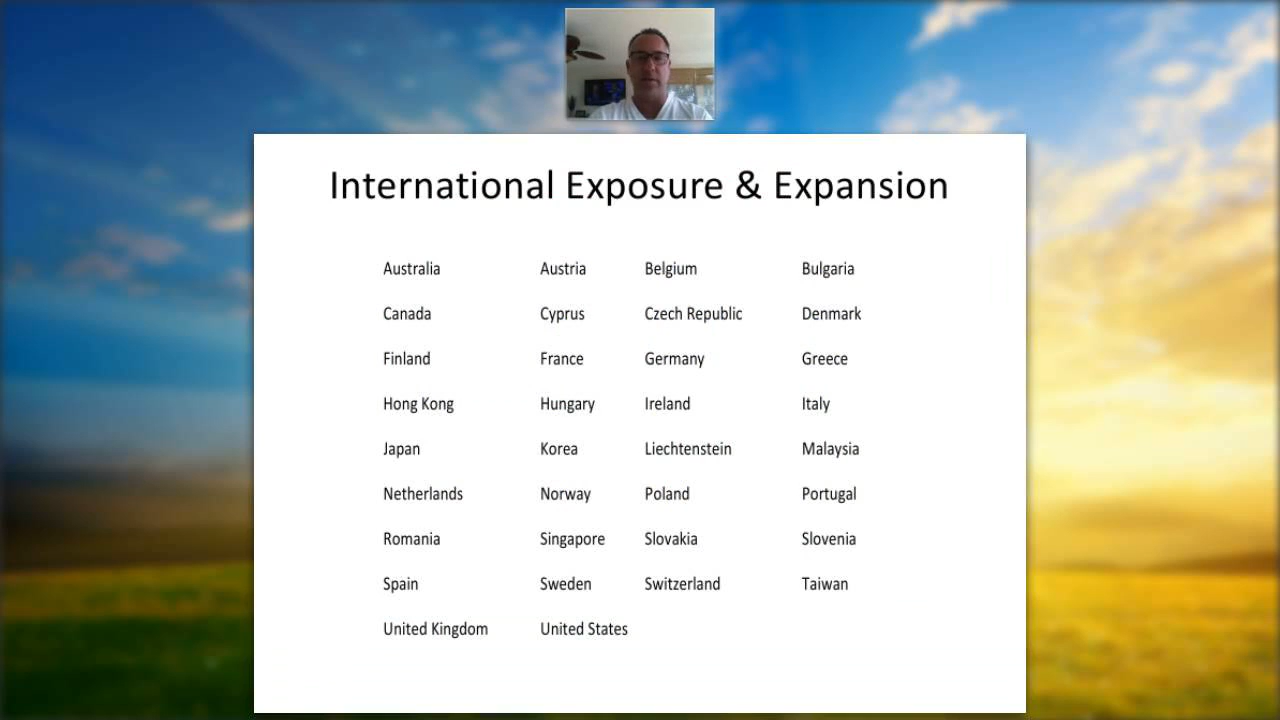 International Exposure & Expansion
Australia Austria Belgium Bulgaria
Canada Cyprus Czech Republic Denmark
Finland France Germany Greece
Hong Kong Hungary Ireland Italy
Japan Korea Liechtenstein Malaysia
Netherlands Norway Poland Portugal
Romania Singapore Slovakia Slovenia
Spain Sweden Switzerland Taiwan
United Kingdom United States